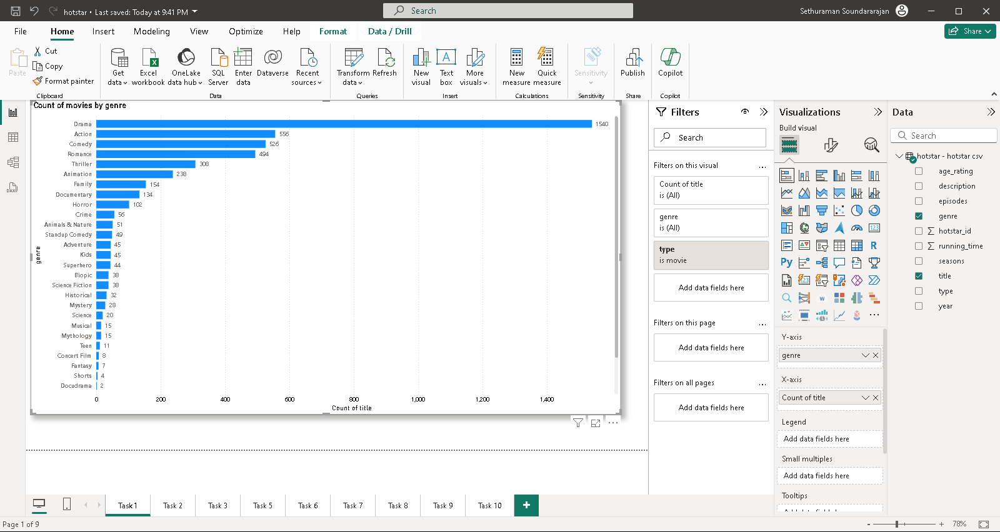 hotstar • Last saved: Today at 9:41 PM
Search
Sethuraman Soundararajan
File
Home
Insert
Modeling
View
Optimize
Help
Format
Data / Drill
Share
Paste
Cut
Copy
Format painter
Clipboard
Get data
Excel workbook
OneLake data hub
SQL Server
Enter data
Dataverse
Recent sources
Data
Transform data
Refresh
Queries
New visual
Text box
More visuals
Insert
New measure
Quick measure
Calculations
Sensitivity
Sensitivity
Publish
Share
Copilot
Copilot
Count of movies by genre
genre
Drama 1540
Action 556
Comedy 526
Romance 494
Thriller 308
Animation 238
Family 154
Documentary 134
Horror 102
Crime 56
Animals & Nature 51
Standup Comedy 49
Adventure 45
Kids 45
Superhero 44
Biopic 38
Science Fiction 38
Historical 32
Mystery 28
Science 20
Musical 15
Mythology 15
Teen 11
Concert Film 8
Fantasy 7
Shorts 4
Docudrama 2
0 200 400 600 800 1,000 1,200 1,400
Count of title
Filters
Search
Filters on this visual
Count of title
is (All)
genre
is (All)
type
is movie
Add data fields here
Filters on this page
Add data fields here
Filters on all pages
Add data fields here
Visualizations
Build visual
123
R
Py
123
W
Y-axis
genre
X-axis
Count of title
Legend
Add data fields here
Small multiples
Add data fields here
Tooltips
Data
Search
hotstar - hotstar csv
age_rating
description
episodes
genre
hotstar_id
running_time
seasons
title
type
year
DAX
Task 1
Task 2
Task 3
Task 5
Task 6
Task 7
Task 8
Task 9
Task 10
Page 1 of 9
78%